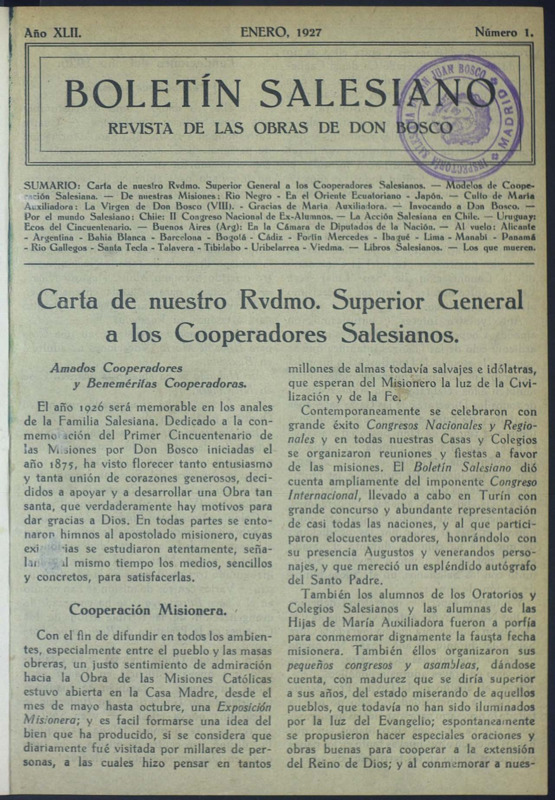 Año XLII. ENERO, 1927 Número 1.
BOLETÍN SALESIANO
REVISTA DE LAS OBRAS DE DON BOSCO
SAN JUAN BOSCO
INSPECTORÍA SALESIANA
MADRID
SUMARIO: Carta de nuestro Rvdmo. Superior General a los Cooperadores Salesianos. — Modelos de Coope-
ración Salesiana. — De nuestras Misiones: Rio Negro - En el Oriente Ecuatoriano - Japón. — Culto de María
Auxiliadora: La Virgen de Don Bosco (VIII). - Gracias de María Auxiliadora. — Invocando a Don Bosco. —
Por el mundo Salesiano: Chile: II Congreso Nacional de Ex-Alumnos. — La Acción Salesiana en Chile. — Uruguay:
Ecos del Cincuentenario. — Buenos Aires (Arg): En la Cámara de Diputados de la Nación. — Al vuelo: Alicante
- Argentina - Bahia Blanca - Barcelona - Bogotá - Cádiz - Fortin Mercedes - Ibagué - Lima - Manabi - Panamá
- Rio Gallegos - Santa Tecla - Talavera - Tibidabo - Uribelarrea - Viedma. — Libros Salesianos. — Los que mueren.
Carta de nuestro Rvdmo. Superior General
a los Cooperadores Salesianos.
Amados Cooperadores
y Beneméritas Cooperadoras.
El año 1926 será memorable en los anales
de la Familia Salesiana. Dedicado a la con-
memoración del Primer Cincuentenario de
las Misiones por Don Bosco iniciadas el
año 1875, ha visto florecer tanto entusiasmo
y tanta unión de corazones generosos, deci-
didos a apoyar y a desarrollar una Obra tan
santa, que verdaderamente hay motivos para
dar gracias a Dios. En todas partes se ento-
naron himnos al apostolado misionero, cuyas
se estudiaron atentamente, seña-
al mismo tiempo los medios, sencillos
y concretos, para satisfacerlas.
Cooperación Misionera.
Con el fin de difundir en todos los ambien-
tes, especialmente entre el pueblo y las masas
obreras, un justo sentimiento de admiración
hacia la Obra de las Misiones Católicas
estuvo abierta en la Casa Madre, desde el
mes de mayo hasta octubre, una Exposición
Misionera; y es facil formarse una idea del
bien que ha producido, si se considera que
diariamente fué visitada por millares de per-
sonas, a las cuales hizo pensar en tantos
millones de almas todavía salvajes e idólatras,
que esperan del Misionero la luz de la Civi-
lización y de la Fe.
Contemporaneamente se celebraron con
grande éxito Congresos Nacionales y Regio-
nales y en todas nuestras Casas y Colegios
se organizaron reuniones y fiestas a favor
de las misiones. El Boletín Salesiano dió
cuenta ampliamente del imponente Congreso
Internacional, llevado a cabo en Turín con
grande concurso y abundante representación
de casi todas las naciones, y al que partici-
paron elocuentes oradores, honrándolo con
su presencia Augustos y venerandos perso-
najes, y que mereció un espléndido autógrafo
del Santo Padre.
También los alumnos de los Oratorios y
Colegios Salesianos y las alumnas de las
Hijas de María Auxiliadora fueron a porfía
para conmemorar dignamente la fausta fecha
misionera. También éllos organizaron sus
pequeños congresos y asambleas, dándose
cuenta, con madurez que se diría superior
a sus años, del estado miserando de aquellos
pueblos, que todavía no han sido iluminados
por la luz del Evangelio; espontaneamente
se propusieron hacer especiales oraciones y
obras buenas para cooperar a la extensión
del Reino de Dios; y al conmemorar a nues-